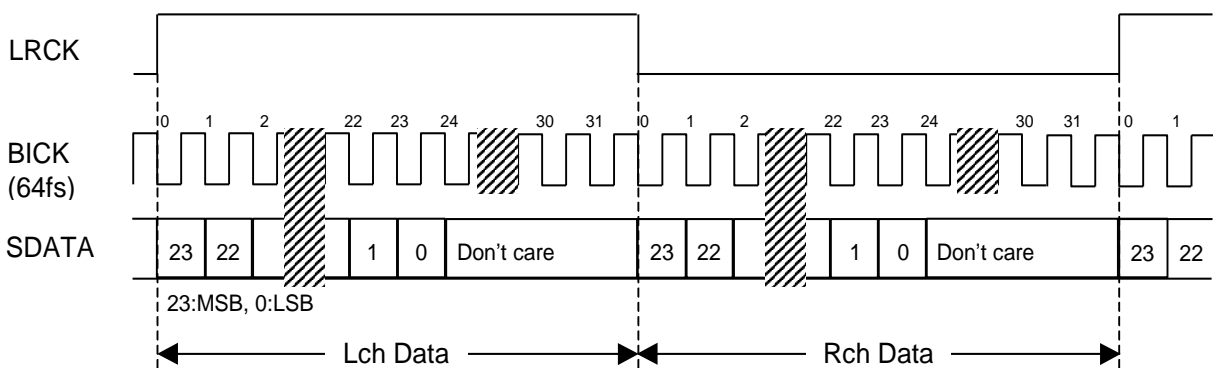 LRCK
0 1 2 22 23 24 30 31 0 1 2 22 23 24 30 31 0 1
BICK
(64fs)
SDATA 23 22 1 0 Don't care 23 22 1 0 Don't care 23 22
23:MSB, 0:LSB
Lch Data Rch Data